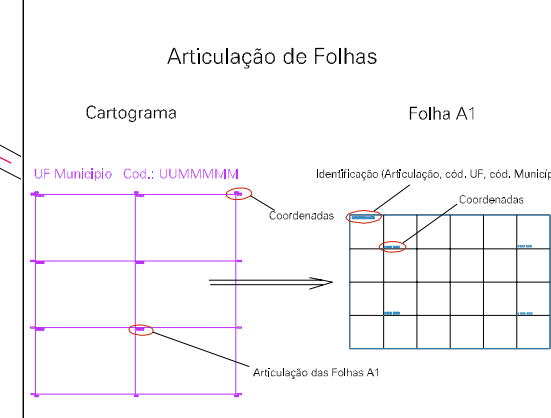 Articulação de Folhas
Cartograma
Folha A1
UF Municipio Cod.: UUMMMMM
Identificação (Articulação, cód. UF, cód. Municíp
Coordenadas
Coordenadas
Articulação das Folhas A1